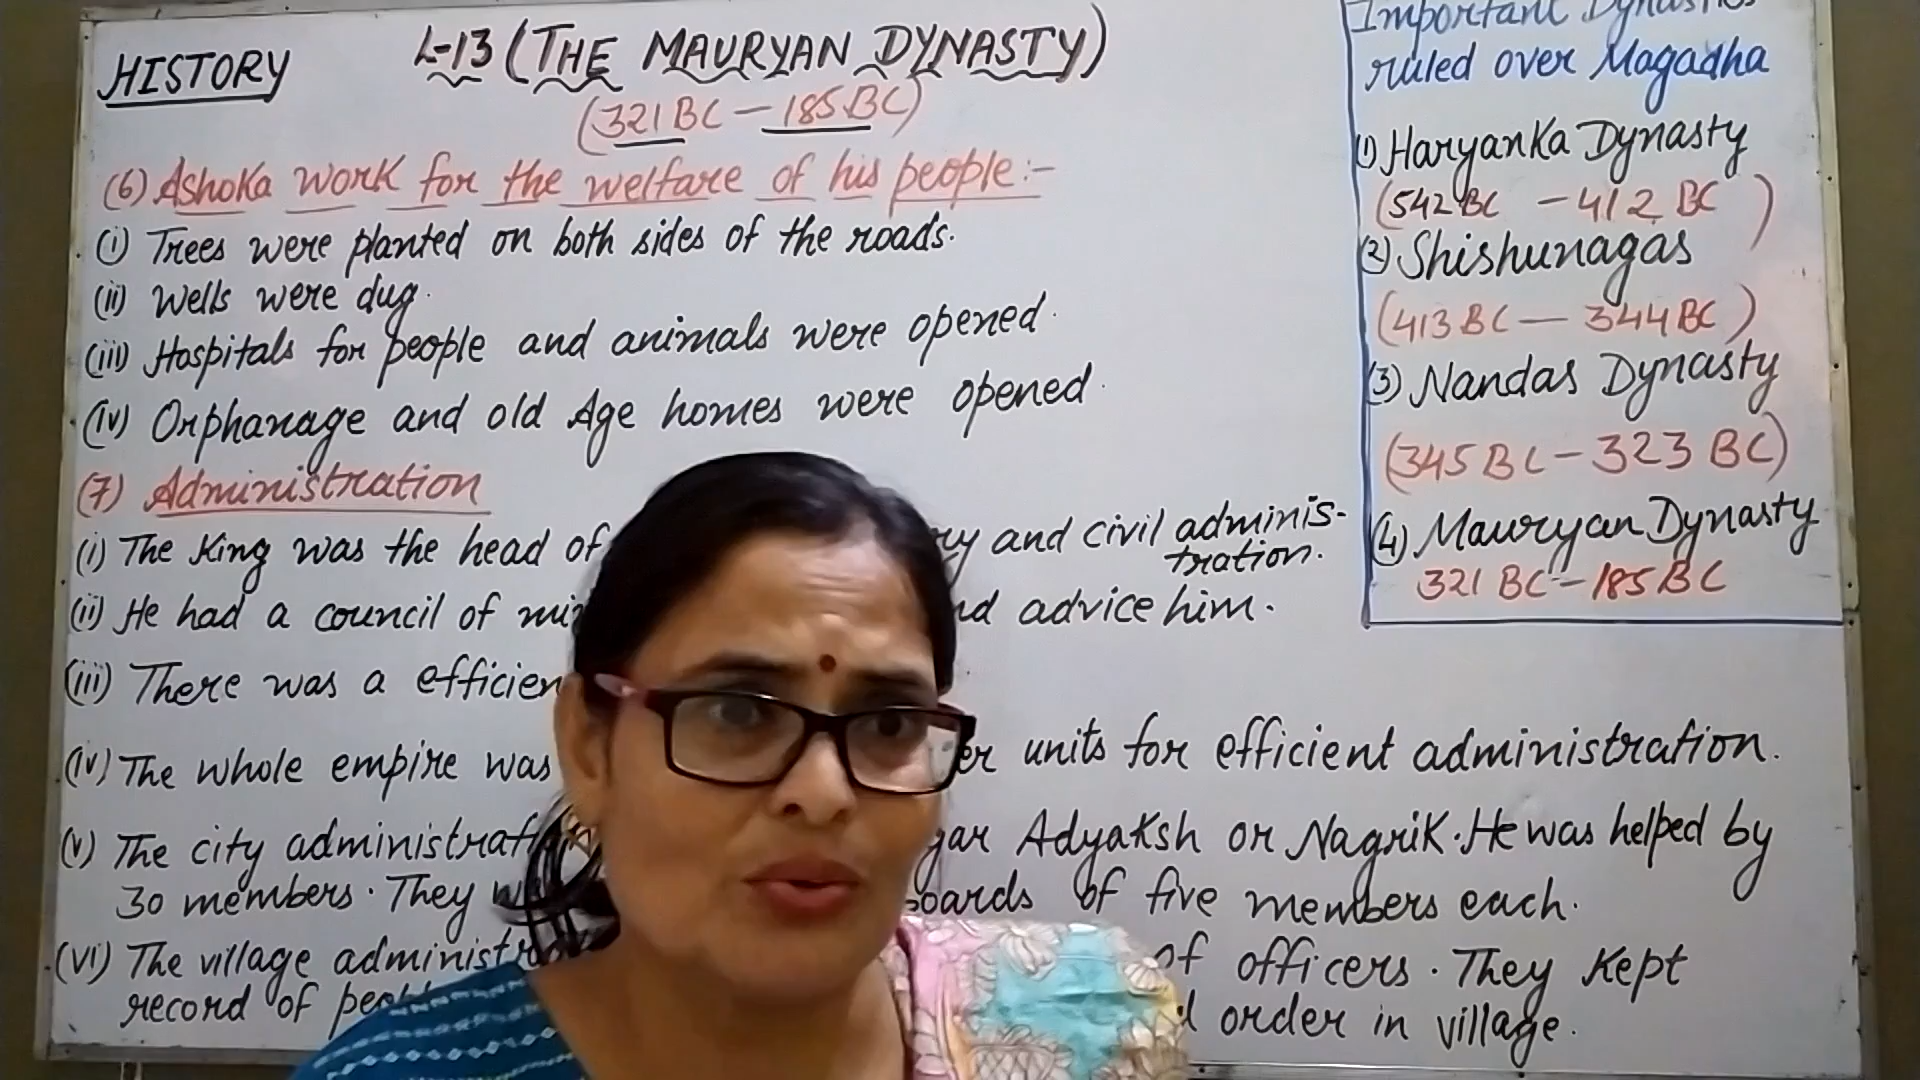 HISTORY
L-13 (THE MAURYAN DYNASTY)
(321 BC — 185 BC)
(6) Ashoka work for the welfare of his people:-
(i) Trees were planted on both sides of the roads.
(ii) Wells were dug.
(iii) Hospitals for people and animals were opened.
(iv) Orphanage and old Age homes were opened.
(7) Administration
(i) The King was the head of and civil adminis-
tration.
(ii) He had a council of advice him.
(iii) There was a
(iv) The whole empire was units for efficient administration.
(v) The city Adyaksh or Nagrik. He was helped by
30 members. They of five members each.
(vi) The village of officers. They Kept
record of order in village.
Important Dynasties
ruled over Magadha
(1) Haryanka Dynasty
(542 BC — 412 BC)
(2) Shishunagas
(413 BC — 344 BC)
(3) Nandas Dynasty
(345 BC — 323 BC)
(4) Mauryan Dynasty
321 BC — 185 BC